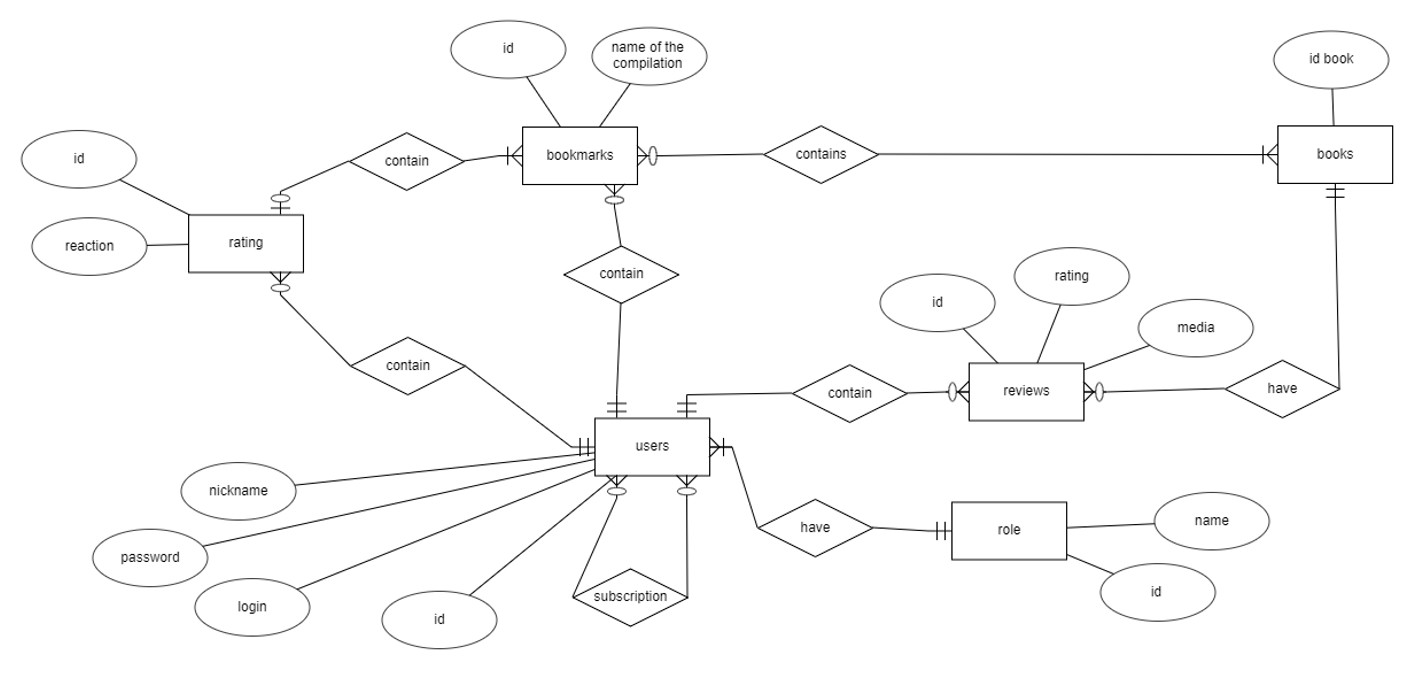 id
name of the
compilation
id book
id
contain
bookmarks
contains
books
reaction
rating
contain
id
rating
media
contain
contain
reviews
have
users
nickname
have
role
name
password
login
id
subscription
id